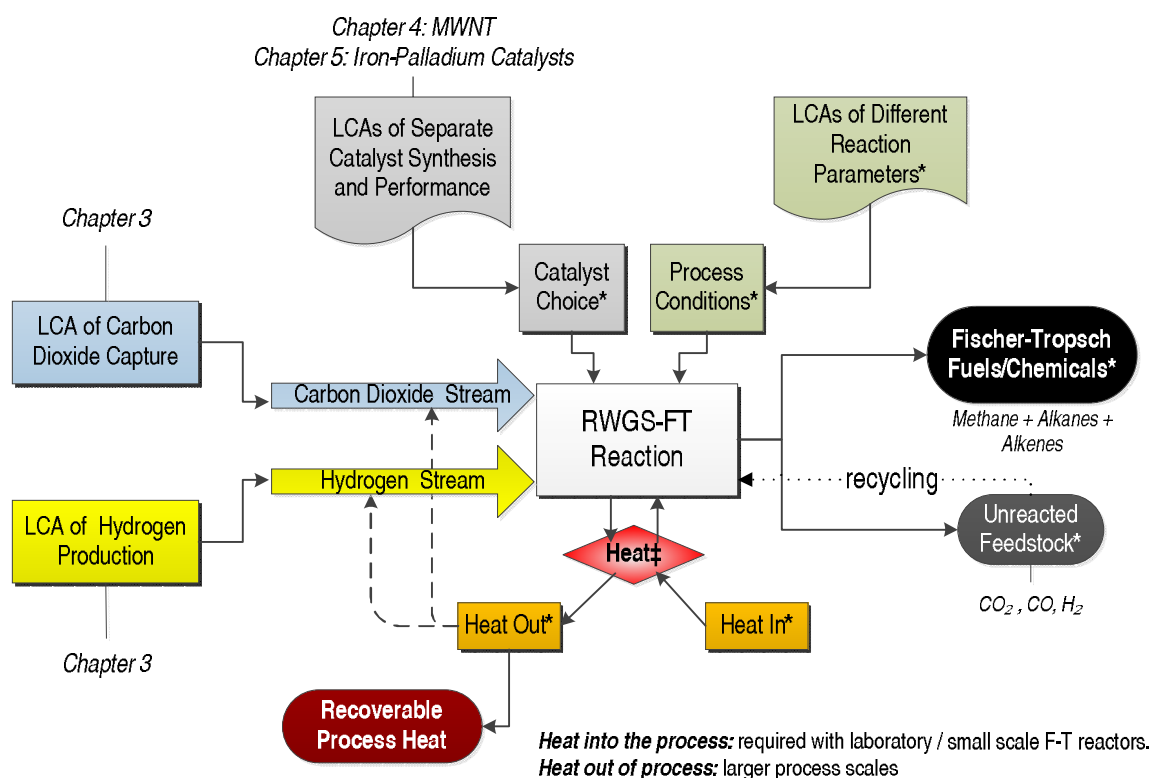 Chapter 4: MWNT
Chapter 5: Iron-Palladium Catalysts
LCAs of Separate
Catalyst Synthesis
and Performance
LCAs of Different
Reaction
Parameters*
Chapter 3
LCA of Carbon
Dioxide Capture
Catalyst
Choice*
Process
Conditions*
Carbon Dioxide Stream
Hydrogen Stream
RWGS-FT
Reaction
Fischer-Tropsch
Fuels/Chemicals*
Methane + Alkanes +
Alkenes
recycling
Unreacted
Feedstock*
CO₂ , CO, H₂
LCA of Hydrogen
Production
Chapter 3
Heat‡
Heat Out*
Heat In*
Recoverable
Process Heat
Heat into the process: required with laboratory / small scale F-T reactors.
Heat out of process: larger process scales